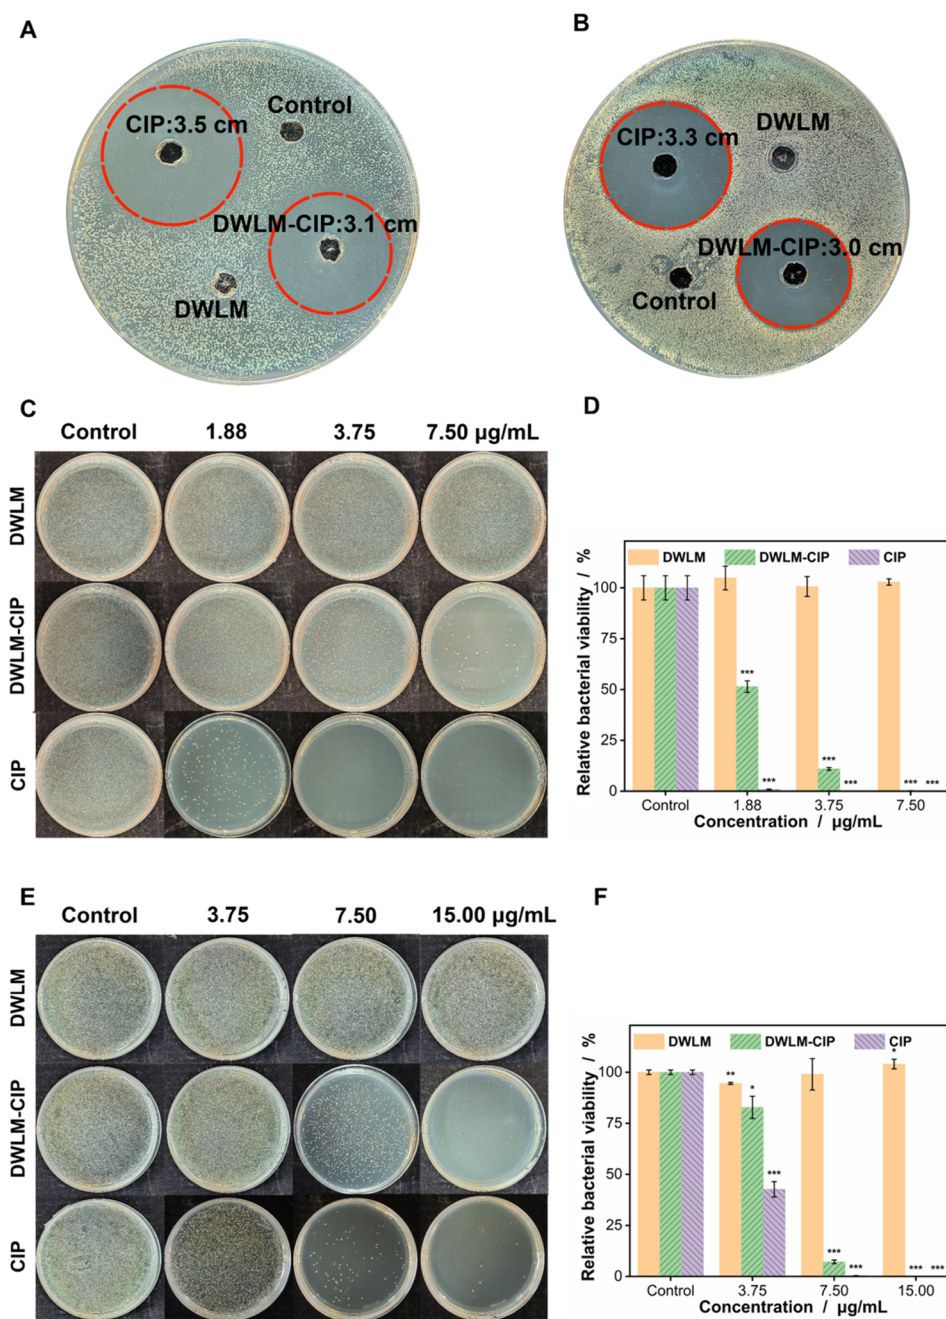 A
B
CIP:3.5 cm
Control
DWLM-CIP:3.1 cm
DWLM
CIP:3.3 cm
DWLM
DWLM-CIP:3.0 cm
Control
C
Control 1.88 3.75 7.50 µg/mL
DWLM
DWLM-CIP
CIP
D
Relative bacterial viability / %
DWLM DWLM-CIP CIP
100
75
50
25
0
*** *** *** *** *** ***
Control 1.88 3.75 7.50
Concentration / µg/mL
E
Control 3.75 7.50 15.00 µg/mL
DWLM
DWLM-CIP
CIP
F
Relative bacterial viability / %
DWLM DWLM-CIP CIP
100
75
50
25
0
** * *** *** *** * *** ***
Control 3.75 7.50 15.00
Concentration / µg/mL